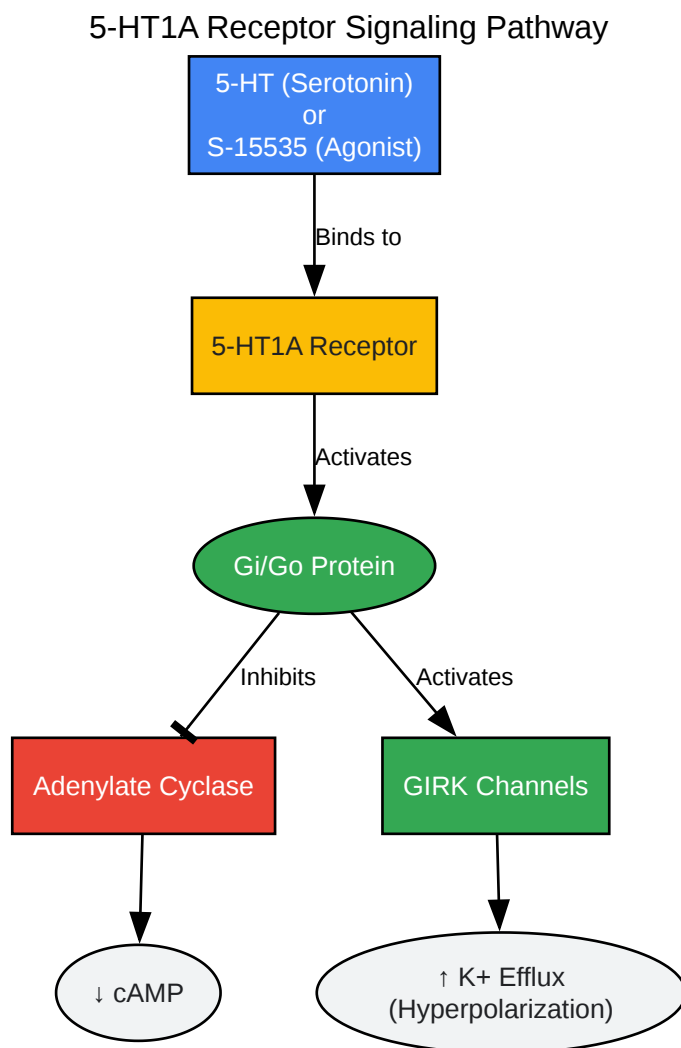 5-HT1A Receptor Signaling Pathway
5-HT (Serotonin)
or
S-15535 (Agonist)
Binds to
5-HT1A Receptor
Activates
Gi/Go Protein
Inhibits
Activates
Adenylate Cyclase
GIRK Channels
↓ cAMP
↑ K+ Efflux
(Hyperpolarization)